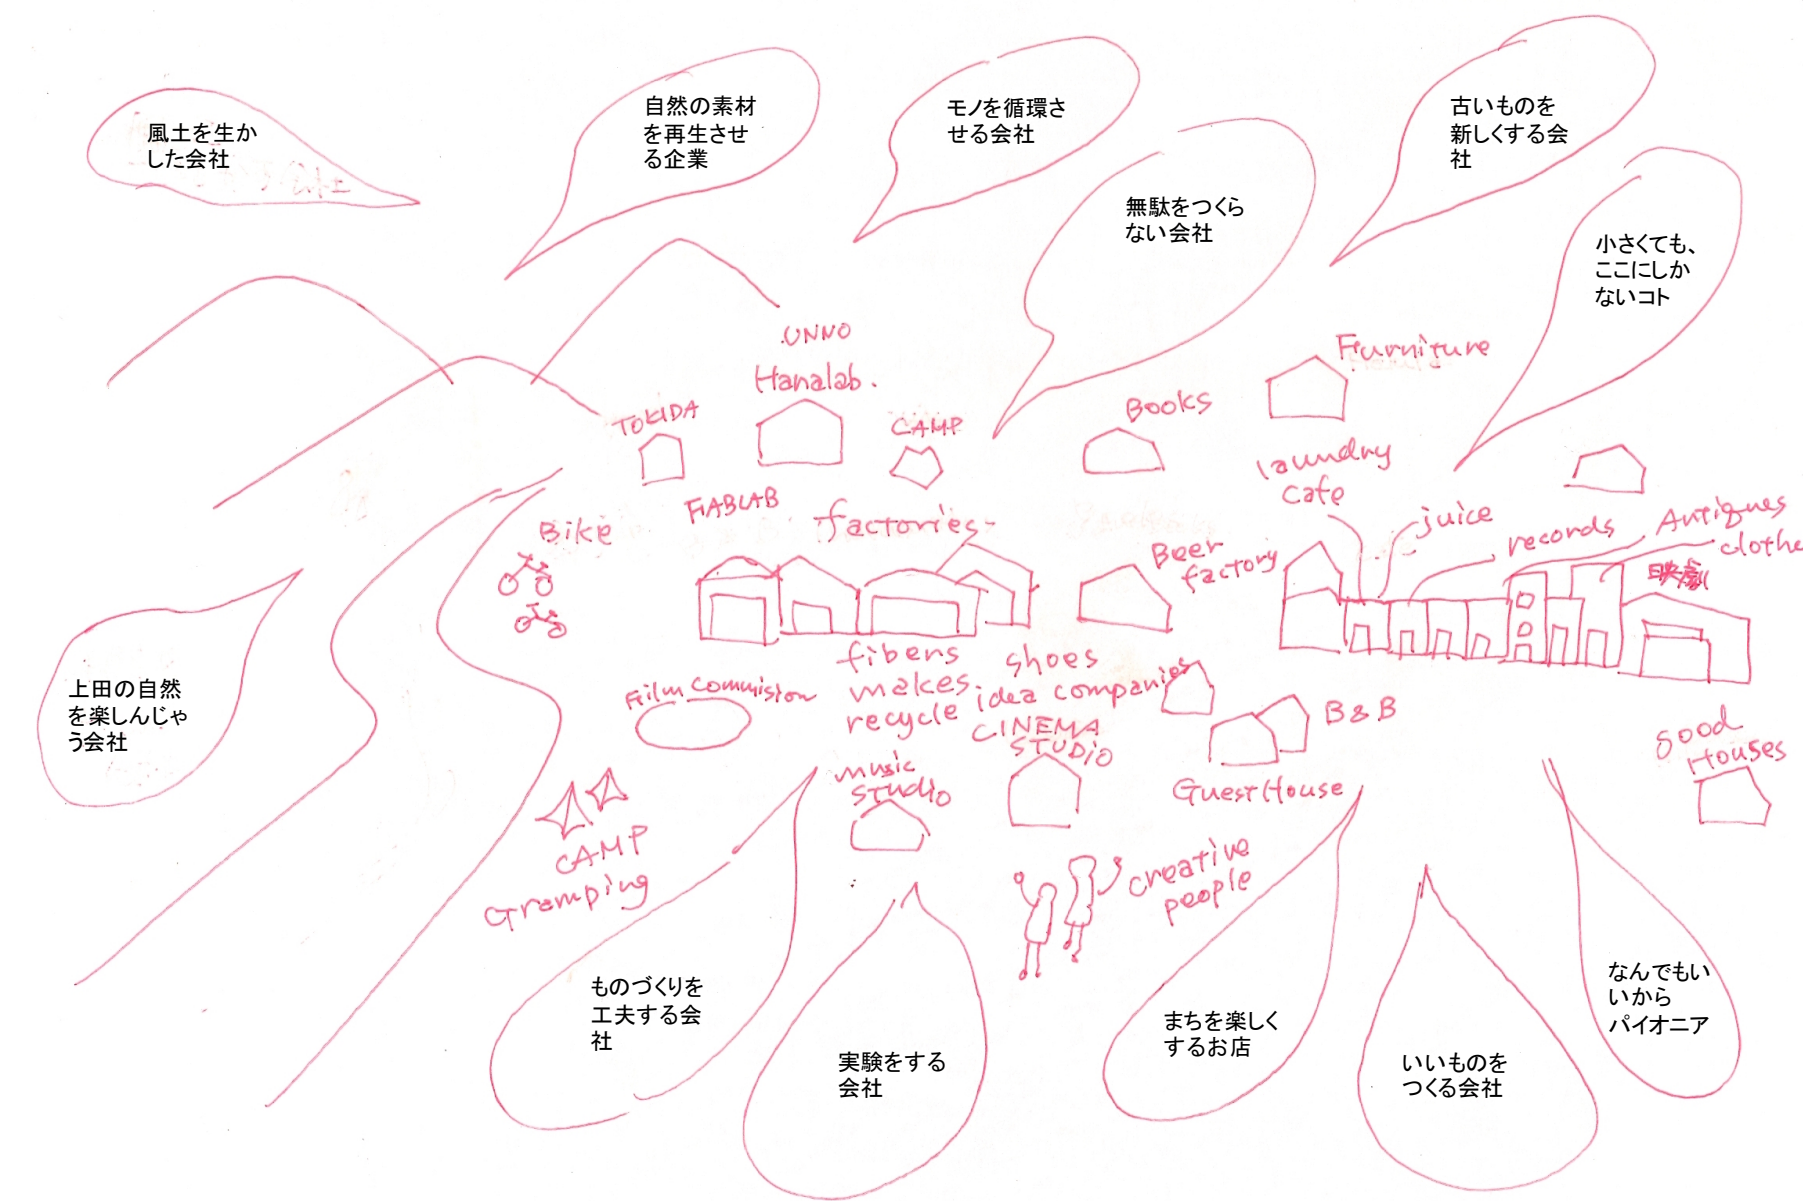 風土を生か
した会社
自然の素材
を再生させ
る企業
モノを循環さ
せる会社
古いものを
新しくする会
社
無駄をつくら
ない会社
小さくても、
ここにしか
ないコト
UNNO
Hanalab.
TOKIDA
CAMP
BOOKS
Furniture
laundry
cafe
FABLAB
factories
Bike
juice
records
Antiques
clothe
映劇
Beer
factory
fibers
makes
recycle
shoes
idea companies
CINEMA
STUDIO
Film commision
上田の自然
を楽しんじゃ
う会社
B & B
GuestHouse
good
Houses
music
STUDIO
CAMP
Gramping
creative
people
ものづくりを
工夫する会
社
実験をする
会社
まちを楽しく
するお店
いいものを
つくる会社
なんでもい
いから
パイオニア